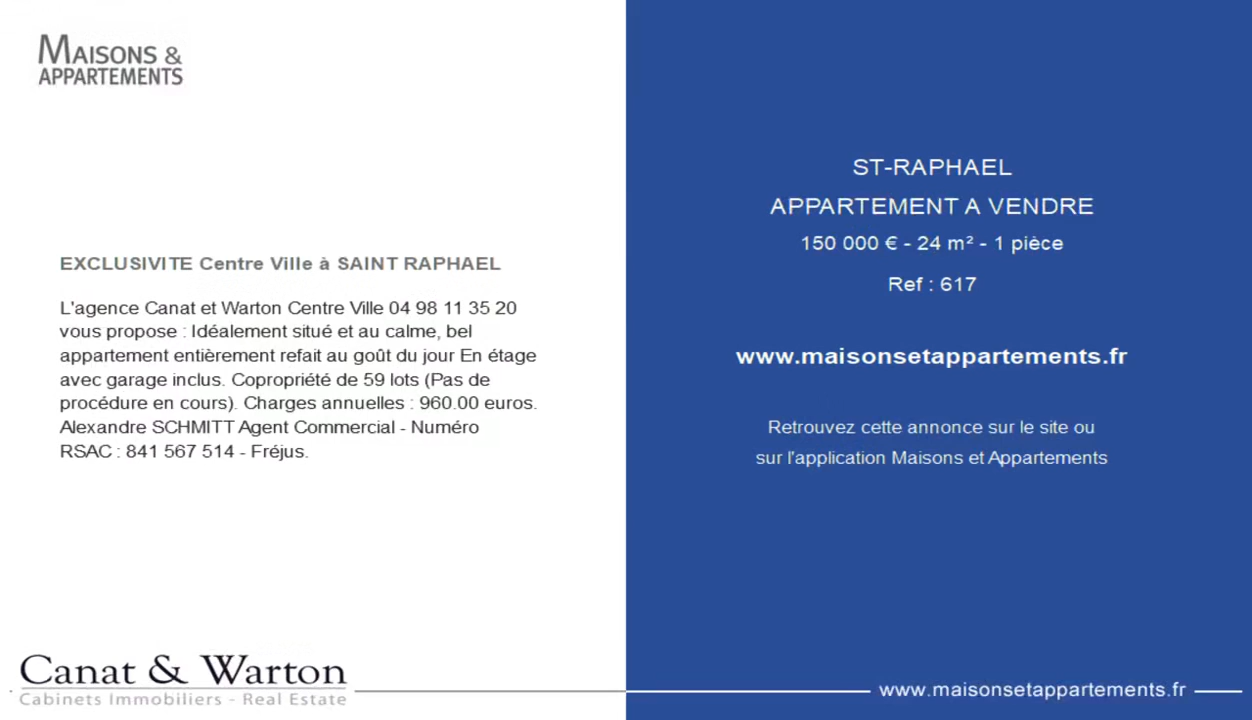 MAISONS &
APPARTEMENTS
EXCLUSIVITE Centre Ville à SAINT RAPHAEL
L'agence Canat et Warton Centre Ville 04 98 11 35 20
vous propose : Idéalement situé et au calme, bel
appartement entièrement refait au goût du jour En étage
avec garage inclus. Copropriété de 59 lots (Pas de
procédure en cours). Charges annuelles : 960.00 euros.
Alexandre SCHMITT Agent Commercial - Numéro
RSAC : 841 567 514 - Fréjus.
Canat & Warton
Cabinets Immobiliers - Real Estate
ST-RAPHAEL
APPARTEMENT A VENDRE
150 000 € - 24 m² - 1 pièce
Ref : 617
www.maisonsetappartements.fr
Retrouvez cette annonce sur le site ou
sur l'application Maisons et Appartements
www.maisonsetappartements.fr